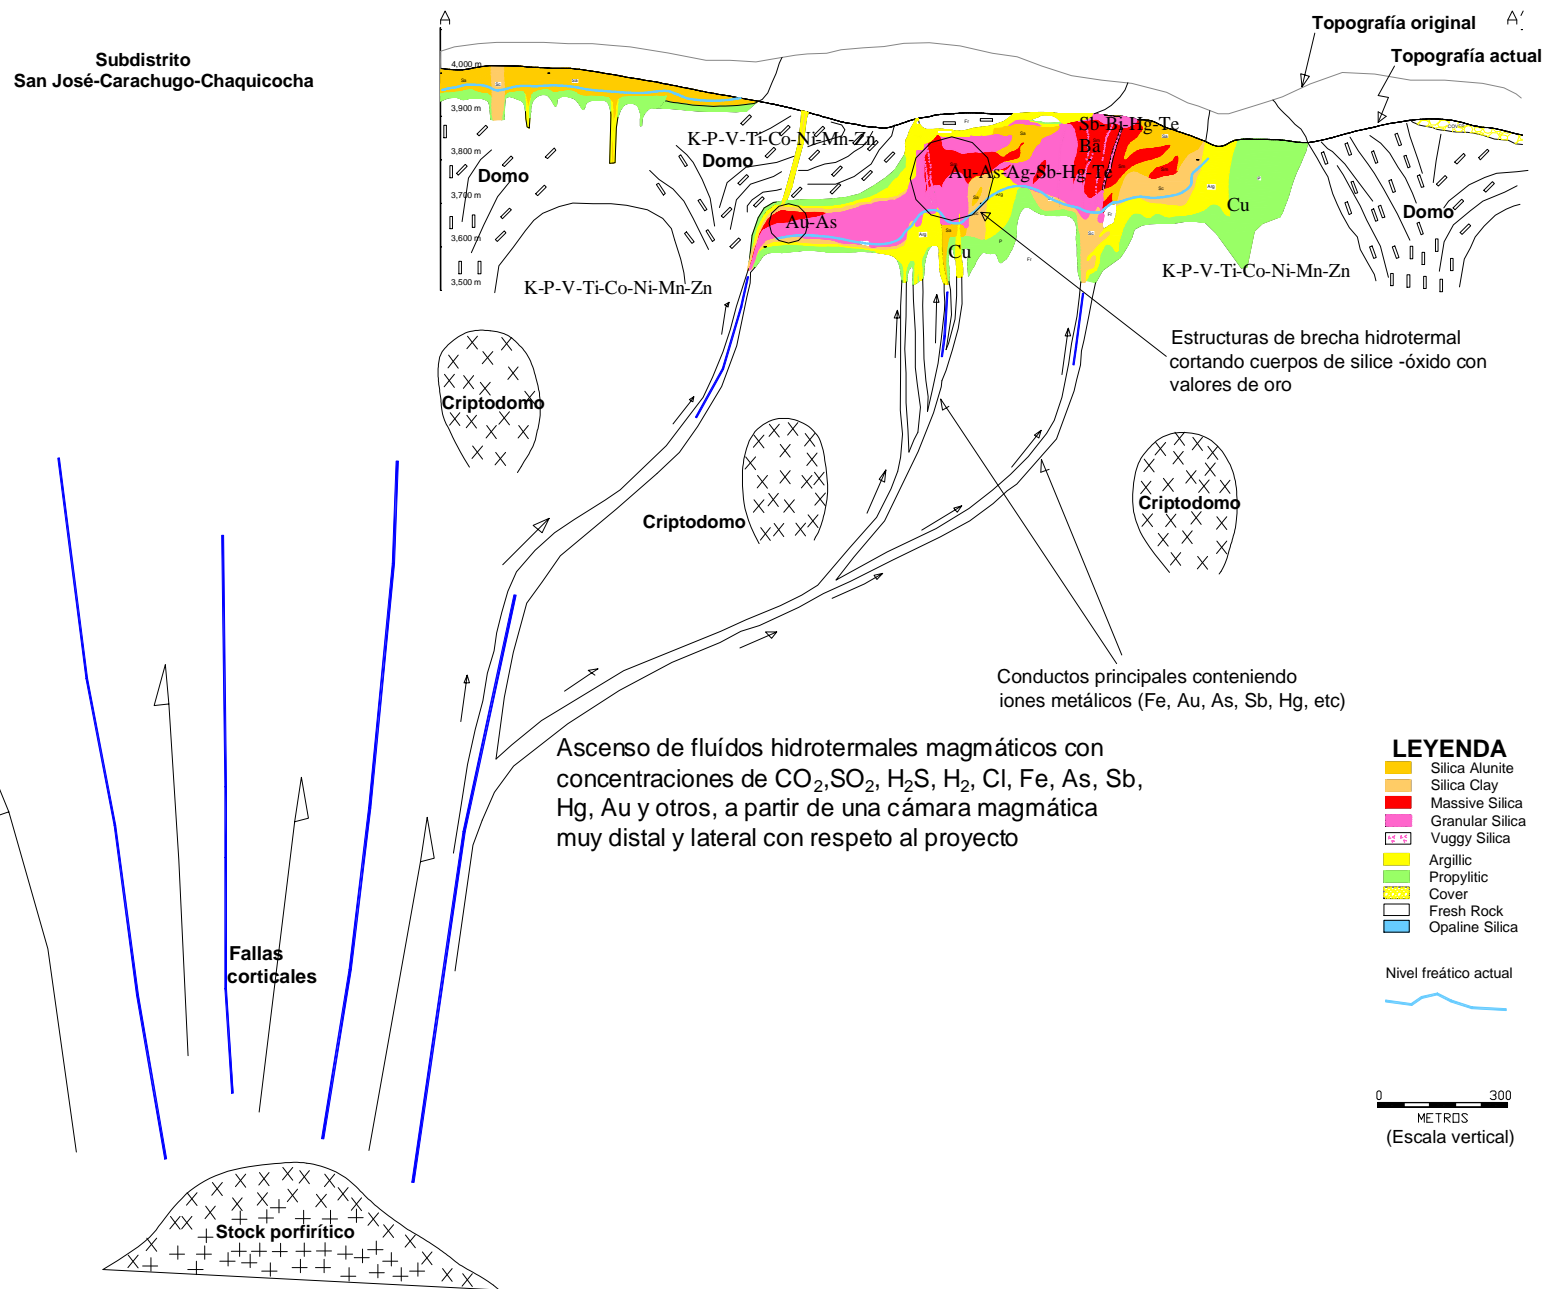 A
A'
Topografía original
Topografía actual
Subdistrito
San José-Carachugo-Chaquicocha
4,000 m
3,900 m
3,800 m
3,700 m
3,600 m
3,500 m
K-P-V-Ti-Co-Ni-Mn-Zn
Domo
Domo
Sb-Bi-Hg-Te
Ba
Au-As-Ag-Sb-Hg-Te
Au-As
Cu
Cu
Domo
K-P-V-Ti-Co-Ni-Mn-Zn
K-P-V-Ti-Co-Ni-Mn-Zn
Estructuras de brecha hidrotermal
cortando cuerpos de silice -óxido con
valores de oro
Criptodomo
Criptodomo
Criptodomo
Conductos principales conteniendo
iones metálicos (Fe, Au, As, Sb, Hg, etc)
Ascenso de fluídos hidrotermales magmáticos con
concentraciones de CO2,SO2, H2S, H2, Cl, Fe, As, Sb,
Hg, Au y otros, a partir de una cámara magmática
muy distal y lateral con respeto al proyecto
LEYENDA
Silica Alunite
Silica Clay
Massive Silica
Granular Silica
Vuggy Silica
Argillic
Propylitic
Cover
Fresh Rock
Opaline Silica
Nivel freático actual
Fallas
corticales
0 300
METROS
(Escala vertical)
Stock porfirítico